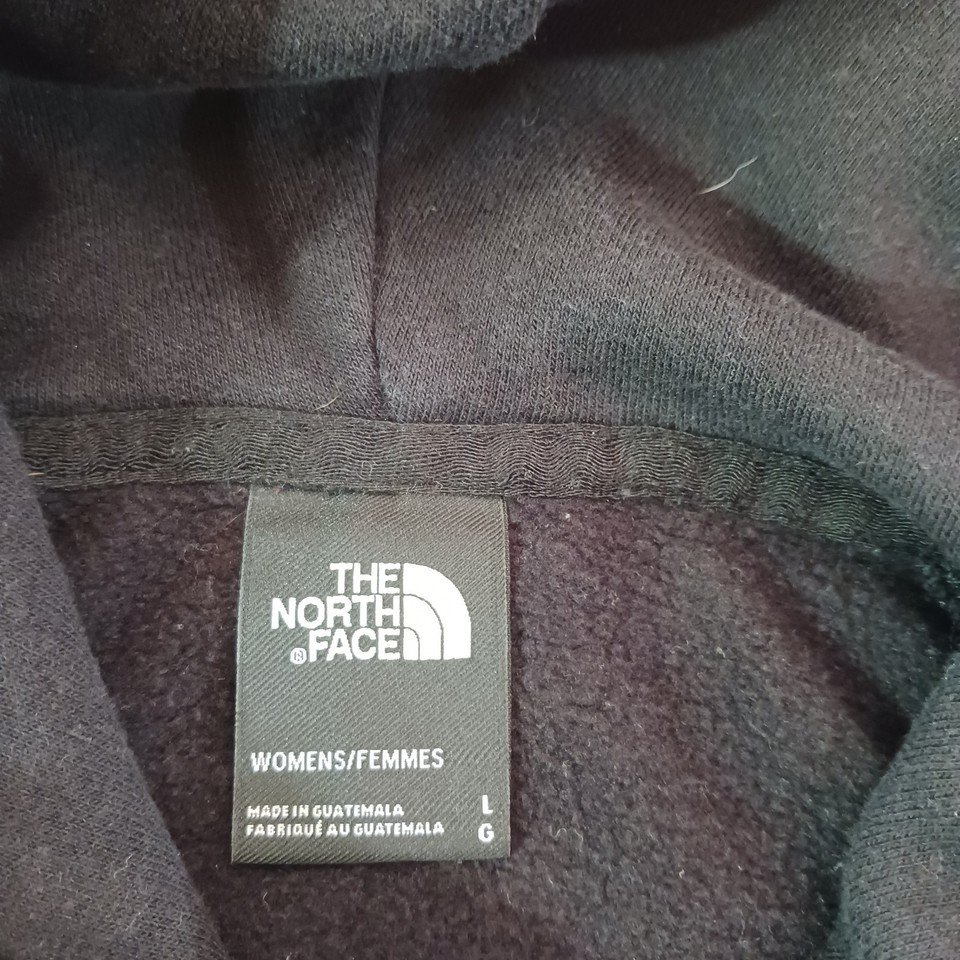 THE
NORTH
®FACE
WOMENS/FEMMES
MADE IN GUATEMALA L
FABRIQUÉ AU GUATEMALA G